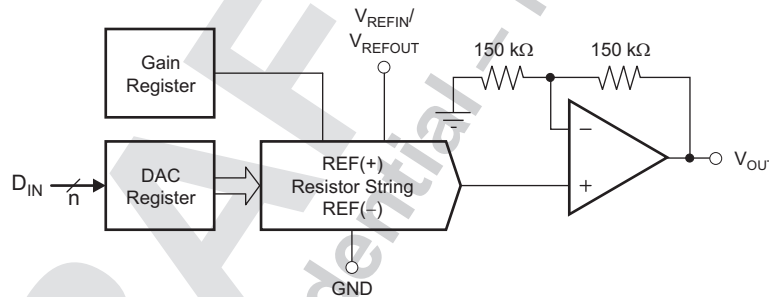 V_REFIN/
V_REFOUT
150 kΩ 150 kΩ
Gain
Register
D_IN
n
DAC
Register
REF(+)
Resistor String
REF(−)
−
+
V_OUT
GND